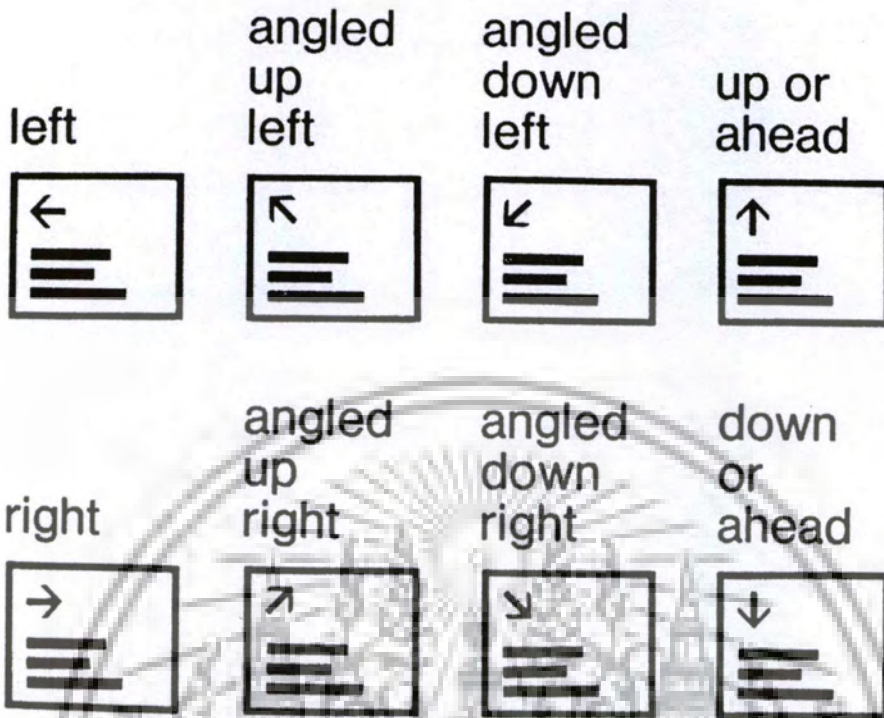 left
angled
up
left
angled
down
left
up or
ahead
right
angled
up
right
angled
down
right
down
or
ahead